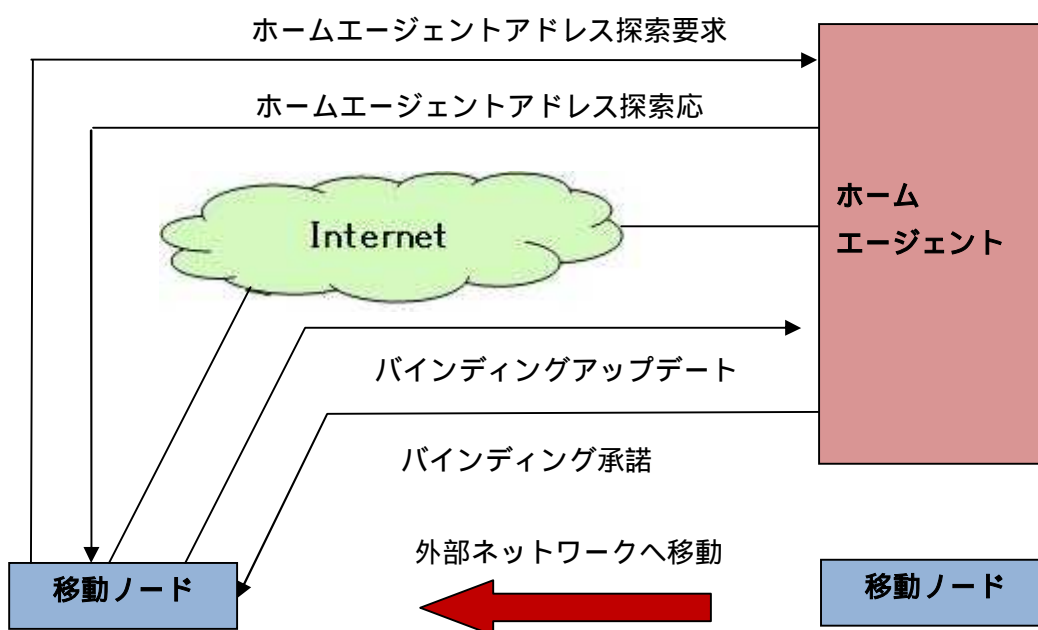 ホームエージェントアドレス探索要求
ホームエージェントアドレス探索応
Internet
ホーム
エージェント
バインディングアップデート
バインディング承諾
外部ネットワークへ移動
移動ノード
移動ノード